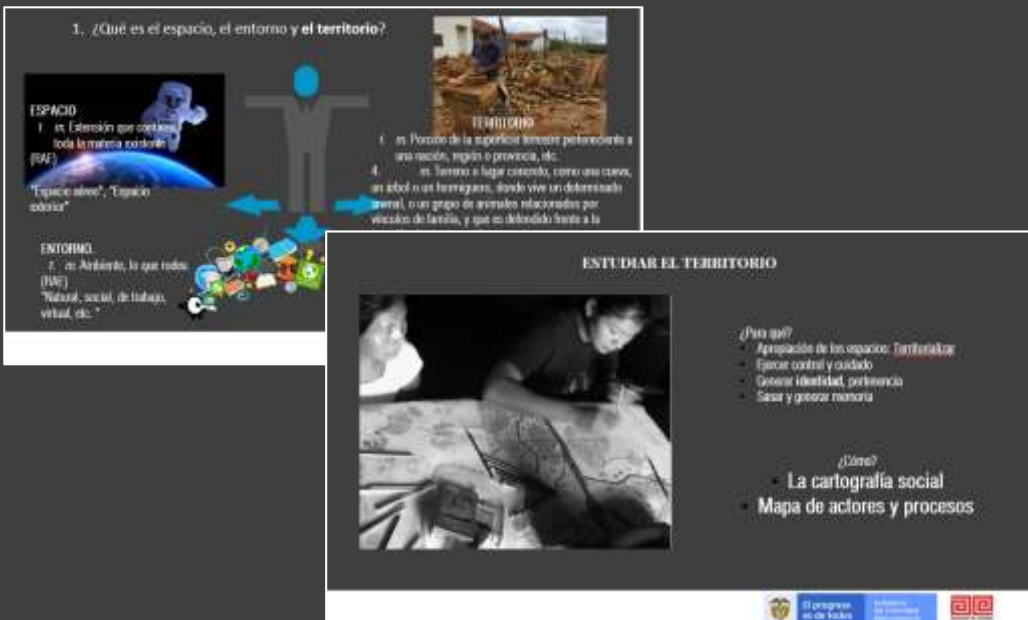 1. ¿Qué es el espacio, el entorno y el territorio?
ESPACIO
1. m. Extensión que contiene
toda la materia existente
(RAE)
"Espacio aéreo", "Espacio
exterior"
TERRITORIO
1. m. Porción de la superficie terrestre perteneciente a
una nación, región o provincia, etc.
4. m. Terreno o lugar concreto, como una cueva,
un árbol o un hormiguero, donde vive un determinado
animal, o un grupo de animales relacionados por
vínculos de familia, y que es defendido frente a la
ENTORNO.
m. Ambiente, lo que rodea.
(RAE)
"Natural, social, de trabajo,
virtual, etc. "
ESTUDIAR EL TERRITORIO
¿Para qué?
Apropiación de los espacios: Territorializar
Ejercer control y cuidado
Generar identidad, pertenencia
Sanar y generar memoria
¿Cómo?
La cartografía social
Mapa de actores y procesos
El progreso
es de todos